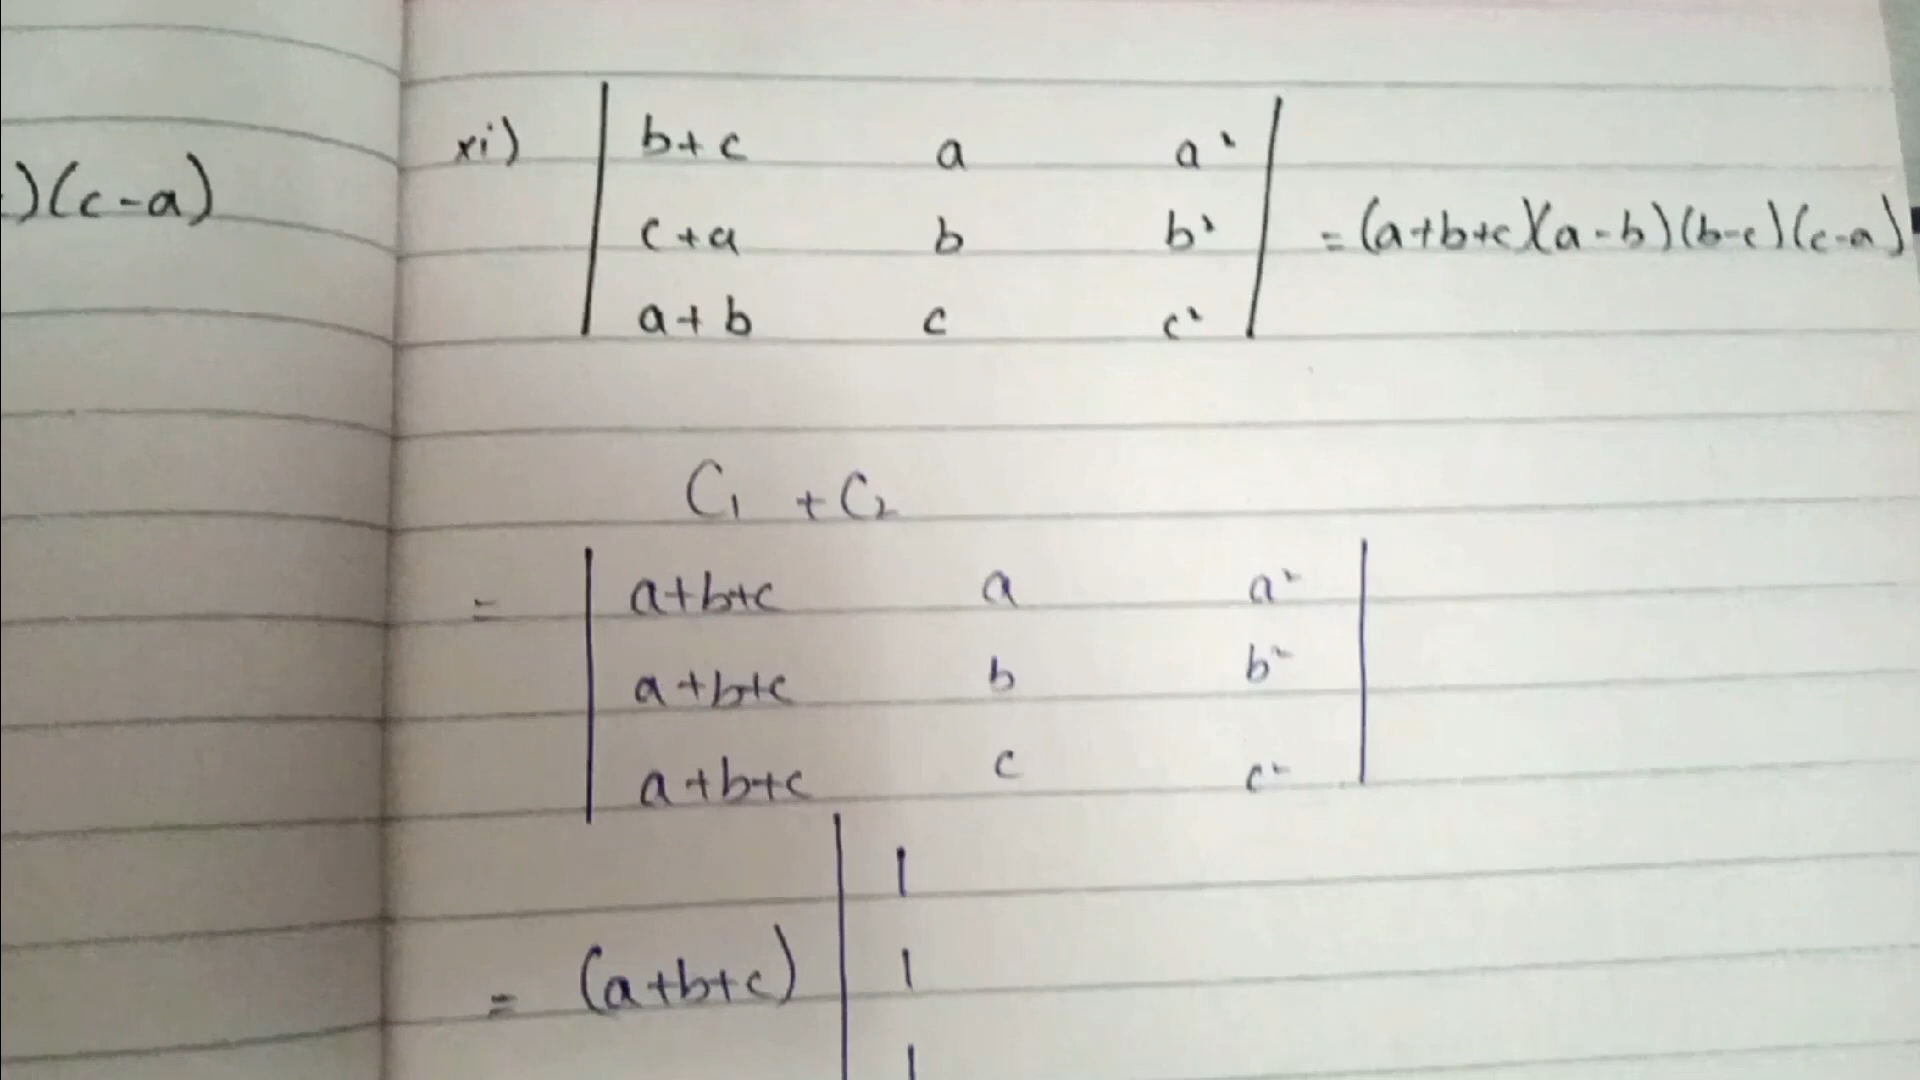 )(c-a)
xi) | b+c a a² |
| c+a b b² | = (a+b+c)(a-b)(b-c)(c-a)
| a+b c c² |
C₁ + C₂
= | a+b+c a a² |
| a+b+c b b² |
| a+b+c c c² |
| 1
= (a+b+c) | 1
| 1